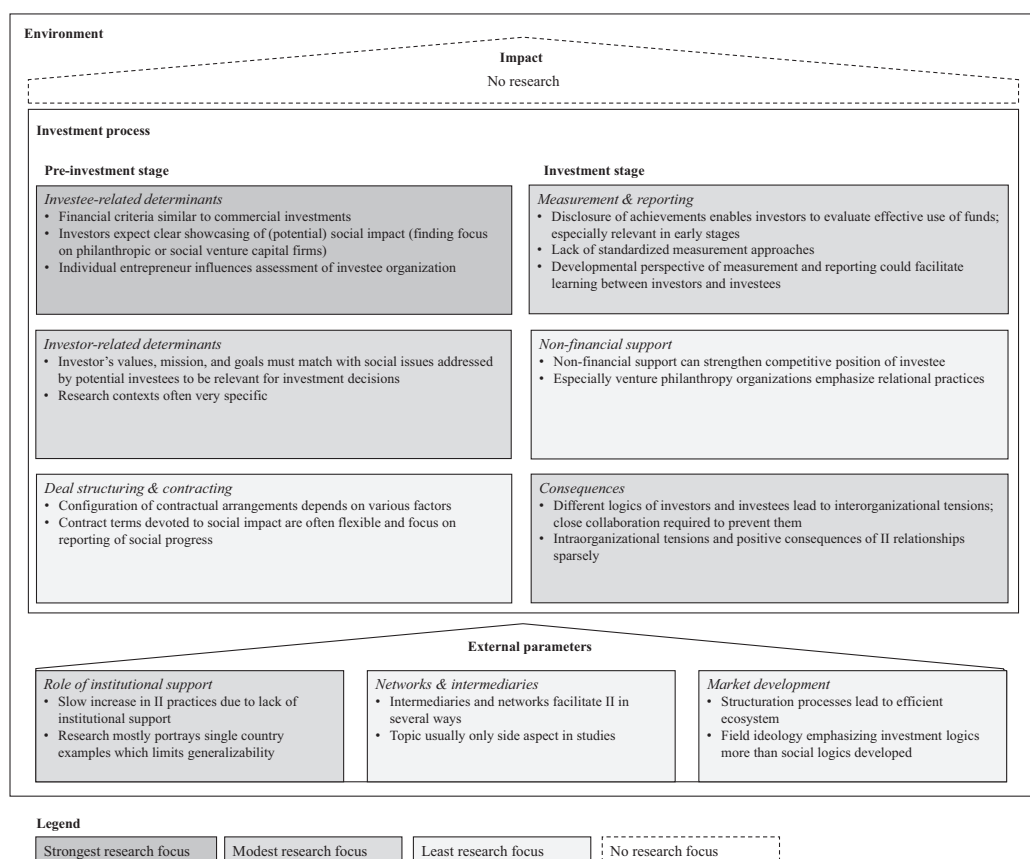 Environment
Impact
No research
Investment process
Pre-investment stage
Investee-related determinants
• Financial criteria similar to commercial investments
• Investors expect clear showcasing of (potential) social impact (finding focus
on philanthropic or social venture capital firms)
• Individual entrepreneur influences assessment of investee organization
Investor-related determinants
• Investor's values, mission, and goals must match with social issues addressed
by potential investees to be relevant for investment decisions
• Research contexts often very specific
Deal structuring & contracting
• Configuration of contractual arrangements depends on various factors
• Contract terms devoted to social impact are often flexible and focus on
reporting of social progress
Investment stage
Measurement & reporting
• Disclosure of achievements enables investors to evaluate effective use of funds;
especially relevant in early stages
• Lack of standardized measurement approaches
• Developmental perspective of measurement and reporting could facilitate
learning between investors and investees
Non-financial support
• Non-financial support can strengthen competitive position of investee
• Especially venture philanthropy organizations emphasize relational practices
Consequences
• Different logics of investors and investees lead to interorganizational tensions;
close collaboration required to prevent them
• Intraorganizational tensions and positive consequences of II relationships
sparsely
External parameters
Role of institutional support
• Slow increase in II practices due to lack of
institutional support
• Research mostly portrays single country
examples which limits generalizability
Networks & intermediaries
• Intermediaries and networks facilitate II in
several ways
• Topic usually only side aspect in studies
Market development
• Structuration processes lead to efficient
ecosystem
• Field ideology emphasizing investment logics
more than social logics developed
Legend
Strongest research focus
Modest research focus
Least research focus
No research focus